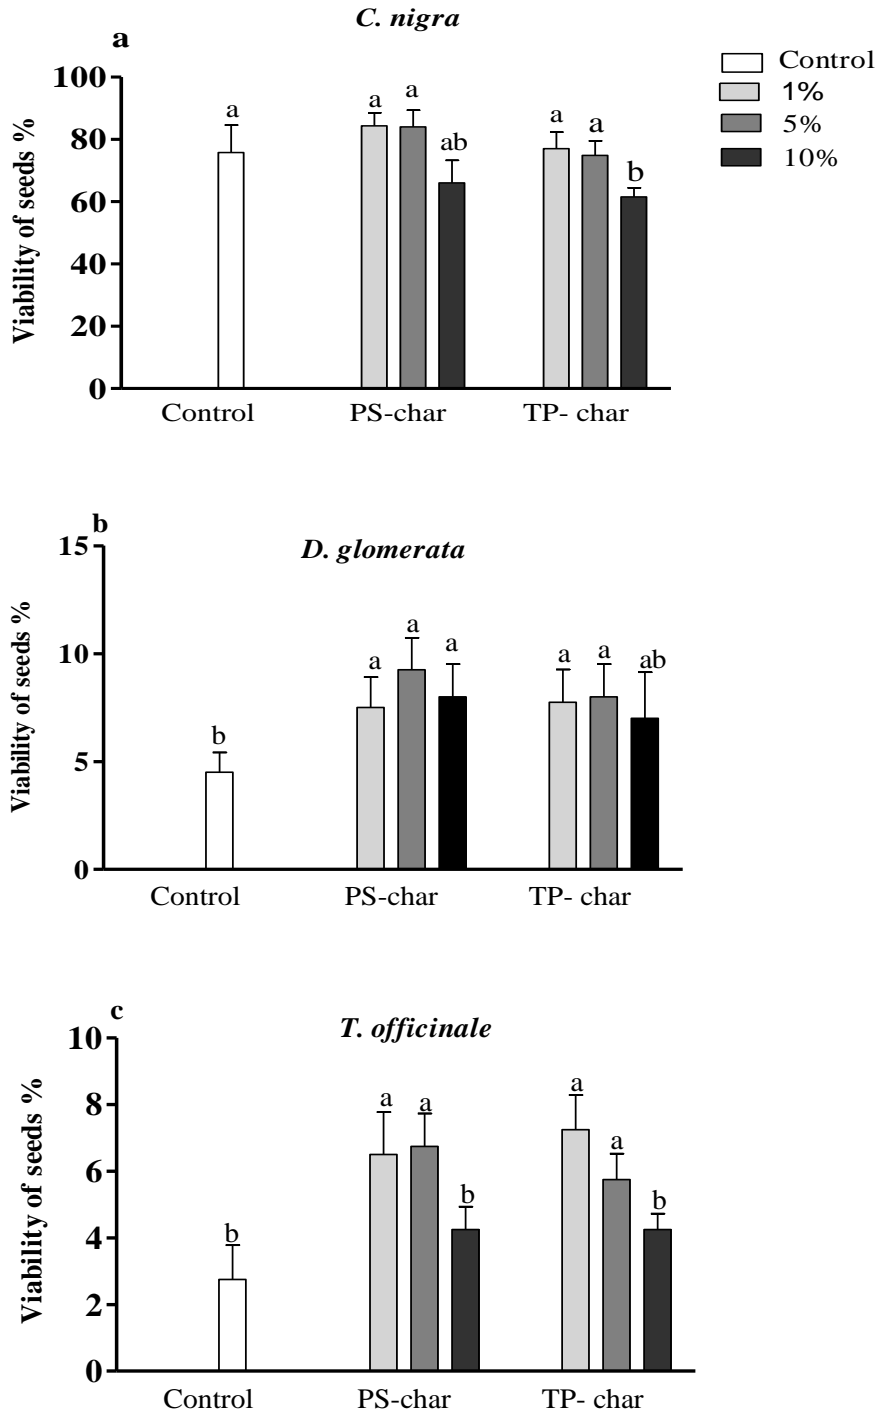 C. nigra
a
Control
1%
5%
10%
Viability of seeds %
100
80
60
40
20
0
a
a
a
ab
a
a
b
Control
PS-char
TP- char
b
D. glomerata
Viability of seeds %
15
10
5
0
b
a
a
a
a
a
ab
Control
PS-char
TP- char
c
T. officinale
Viability of seeds %
10
8
6
4
2
0
b
a
a
b
a
a
b
Control
PS-char
TP- char